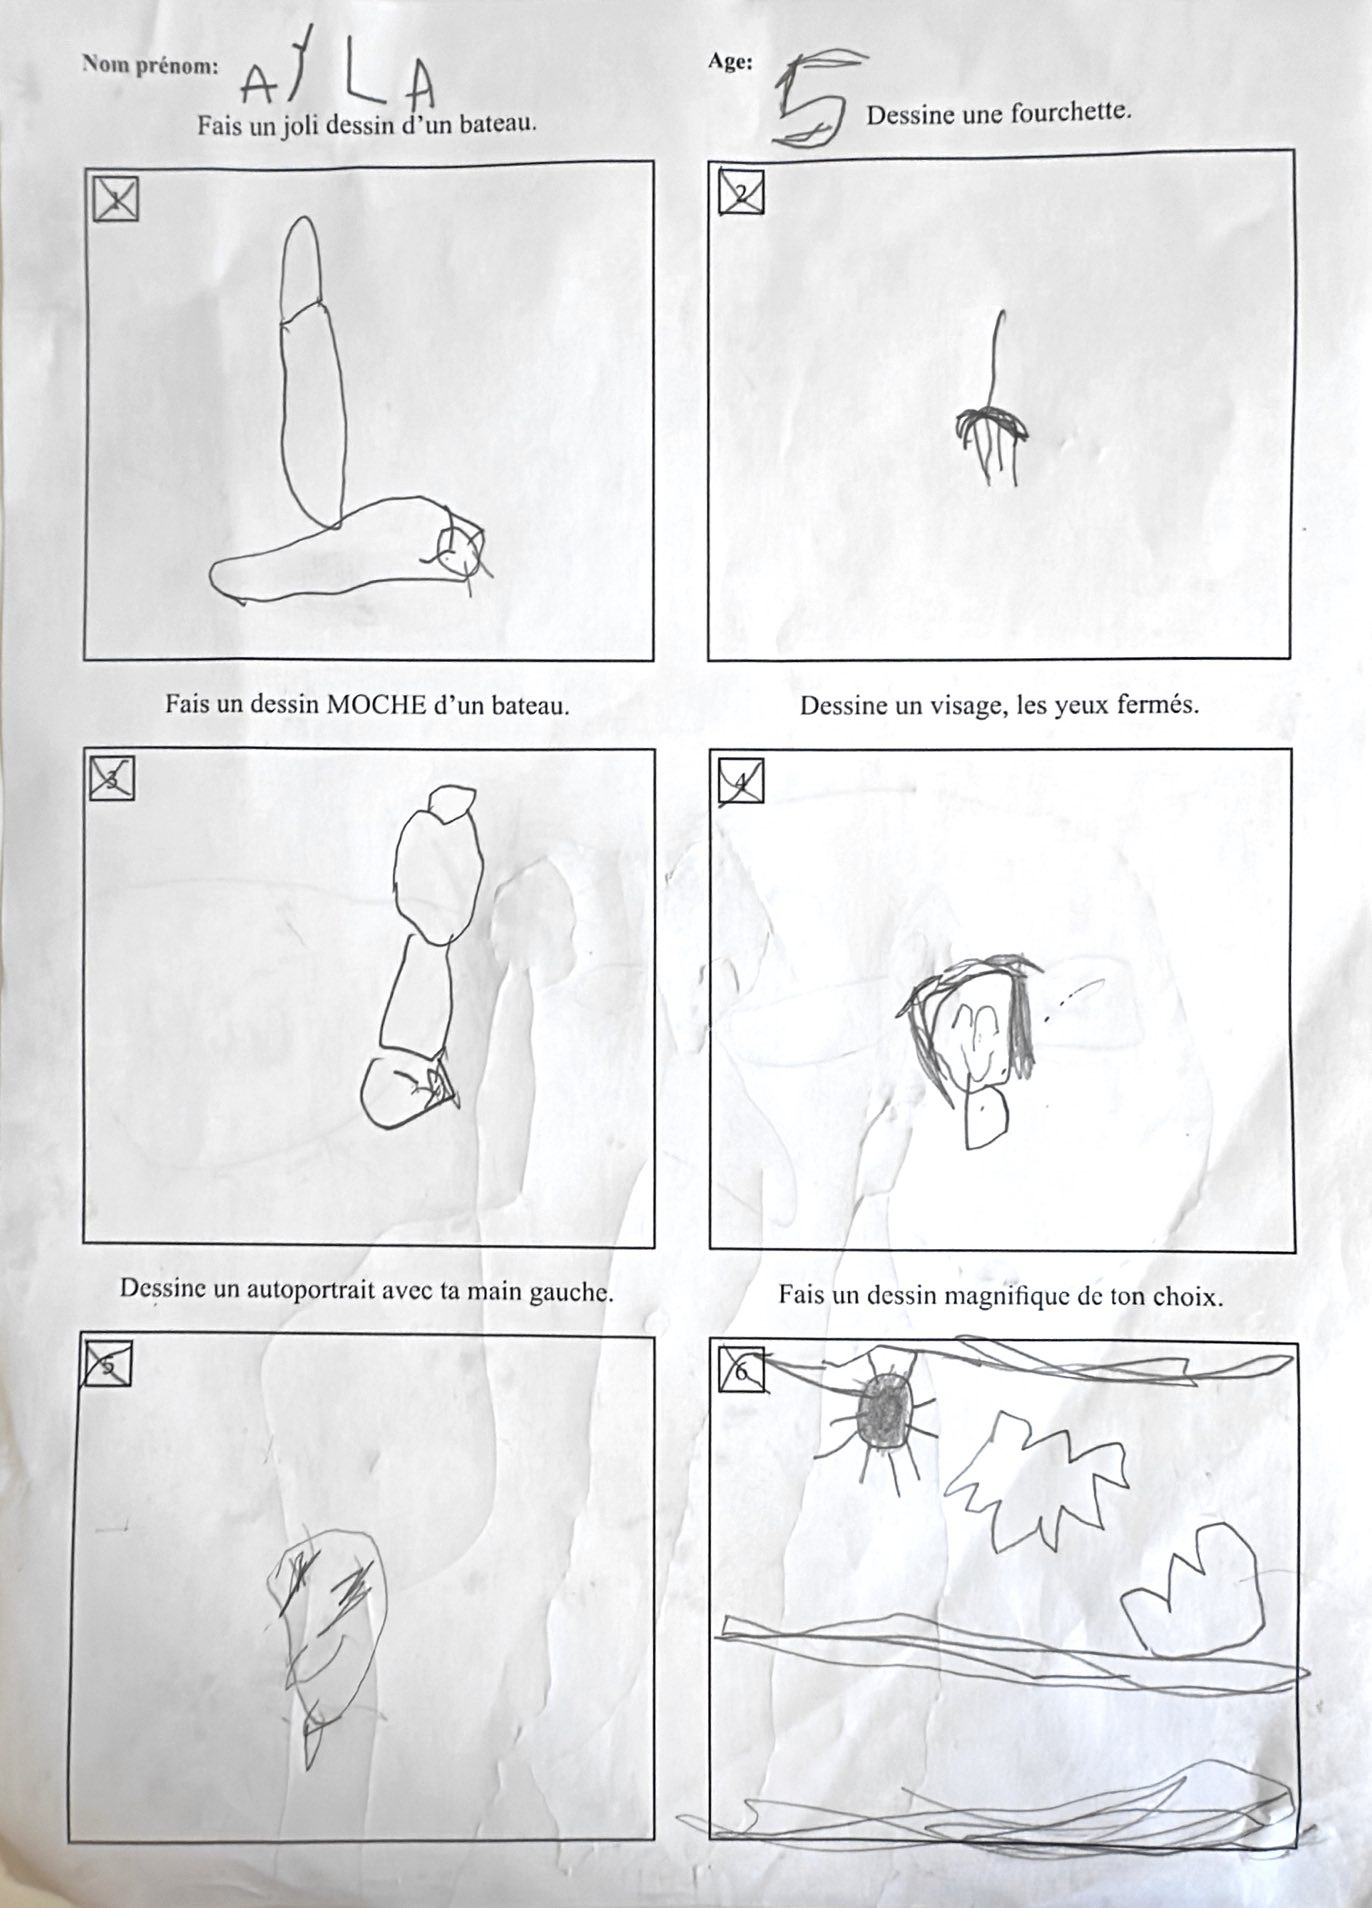 Nom prénom: AYLA
Age: 5
Fais un joli dessin d'un bateau.
Dessine une fourchette.
1
2
Fais un dessin MOCHE d'un bateau.
Dessine un visage, les yeux fermés.
3
4
Dessine un autoportrait avec ta main gauche.
Fais un dessin magnifique de ton choix.
5
6